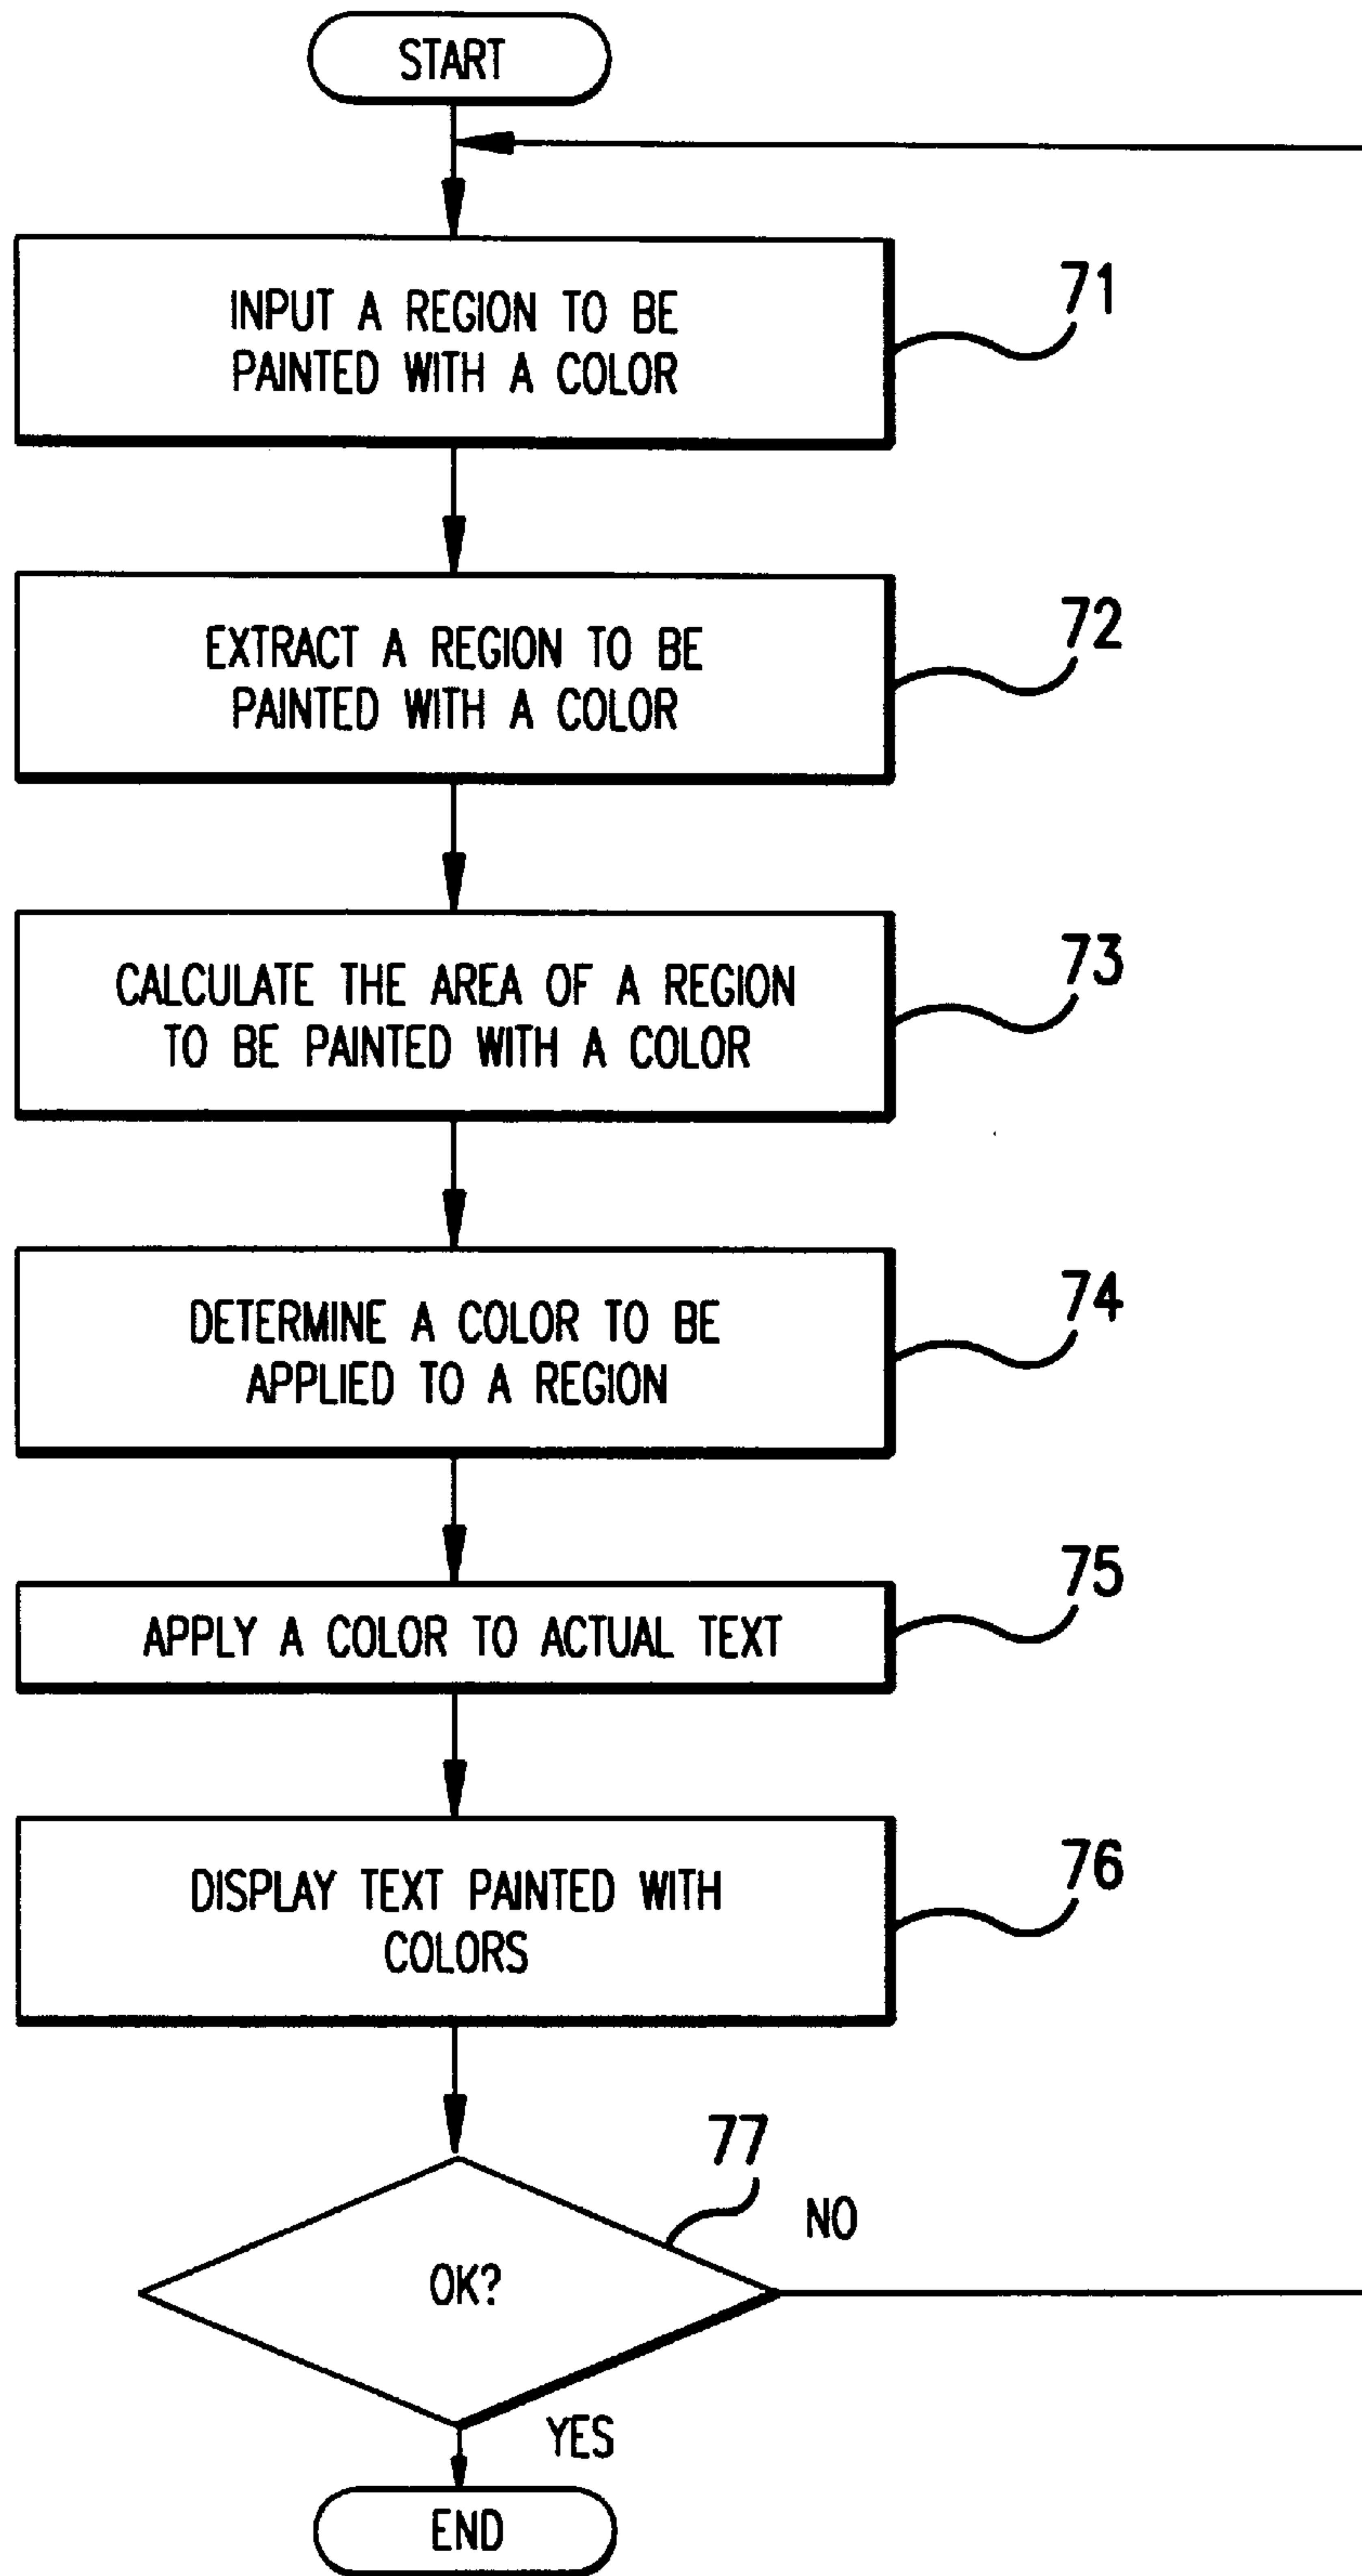 START
INPUT A REGION TO BE
PAINTED WITH A COLOR
71
EXTRACT A REGION TO BE
PAINTED WITH A COLOR
72
CALCULATE THE AREA OF A REGION
TO BE PAINTED WITH A COLOR
73
DETERMINE A COLOR TO BE
APPLIED TO A REGION
74
APPLY A COLOR TO ACTUAL TEXT
75
DISPLAY TEXT PAINTED WITH
COLORS
76
77
NO
OK?
YES
END